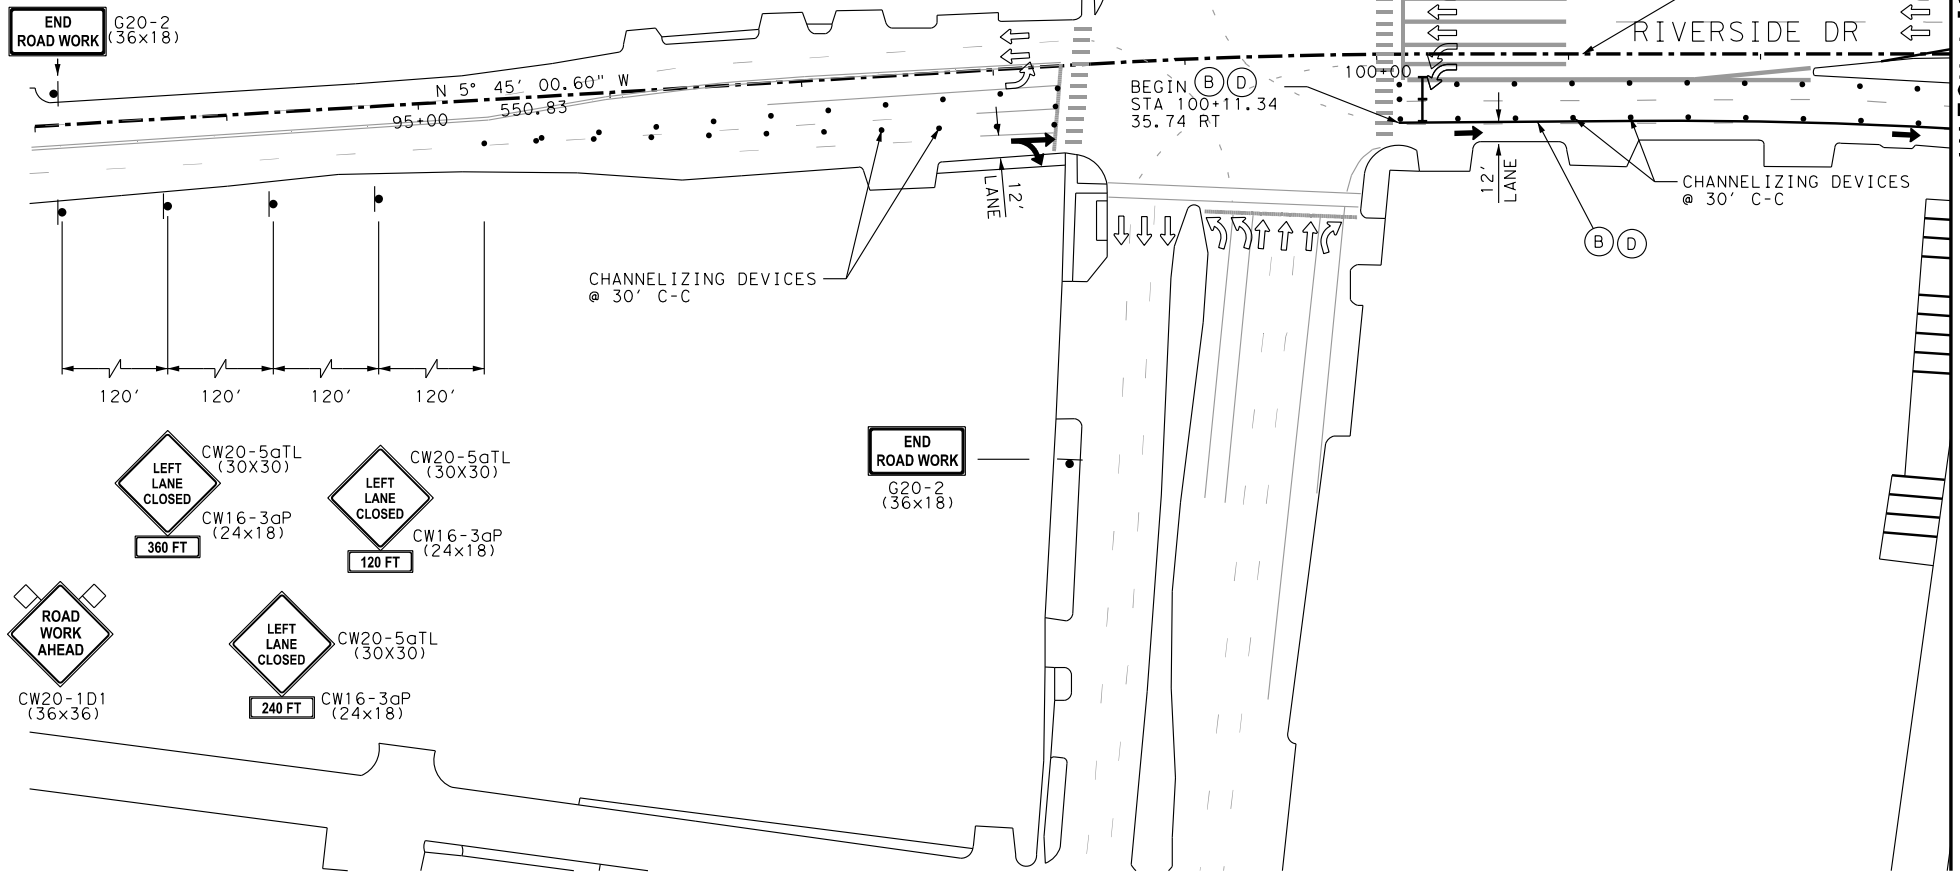 END
ROAD WORK
G20-2
(36x18)
N 5° 45' 00.60" W
550.83
95+00
BEGIN B D
STA 100+11.34
35.74 RT
100+00
RIVERSIDE DR
12'
LANE
12'
LANE
CHANNELIZING DEVICES
@ 30' C-C
B D
CHANNELIZING DEVICES
@ 30' C-C
120'
120'
120'
120'
LEFT
LANE
CLOSED
360 FT
CW20-5aTL
(30X30)
CW16-3aP
(24x18)
LEFT
LANE
CLOSED
120 FT
CW20-5aTL
(30X30)
CW16-3aP
(24x18)
END
ROAD WORK
G20-2
(36x18)
ROAD
WORK
AHEAD
CW20-1D1
(36x36)
LEFT
LANE
CLOSED
240 FT
CW20-5aTL
(30X30)
CW16-3aP
(24x18)